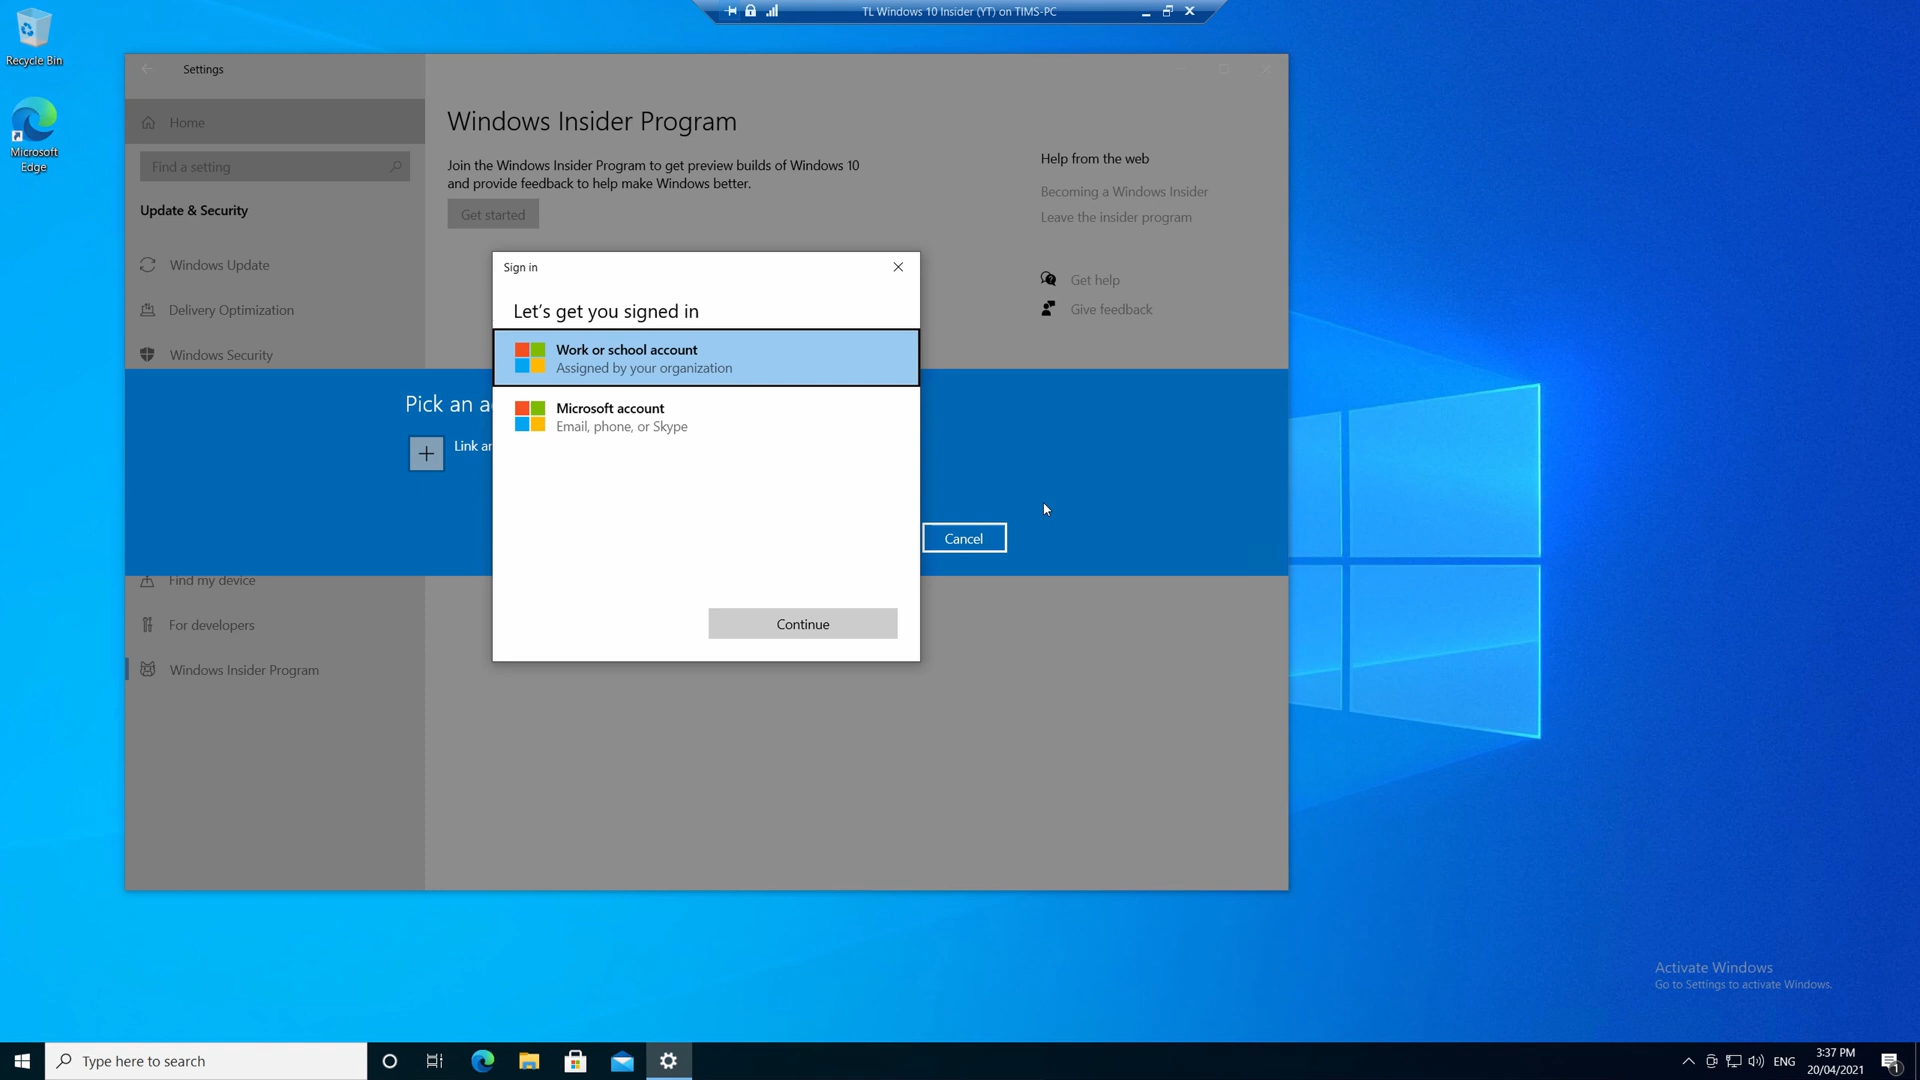 TL Windows 10 Insider (YT) on TIMS-PC
Recycle Bin
Microsoft
Edge
Settings
Home
Find a setting
Update & Security
Windows Update
Delivery Optimization
Windows Security
Find my device
For developers
Windows Insider Program
Windows Insider Program
Join the Windows Insider Program to get preview builds of Windows 10
and provide feedback to help make Windows better.
Get started
Help from the web
Becoming a Windows Insider
Leave the insider program
Get help
Give feedback
Pick an a
Link ar
Cancel
Sign in
Let's get you signed in
Work or school account
Assigned by your organization
Microsoft account
Email, phone, or Skype
Continue
Activate Windows
Go to Settings to activate Windows.
Type here to search
ENG
3:37 PM
20/04/2021
1